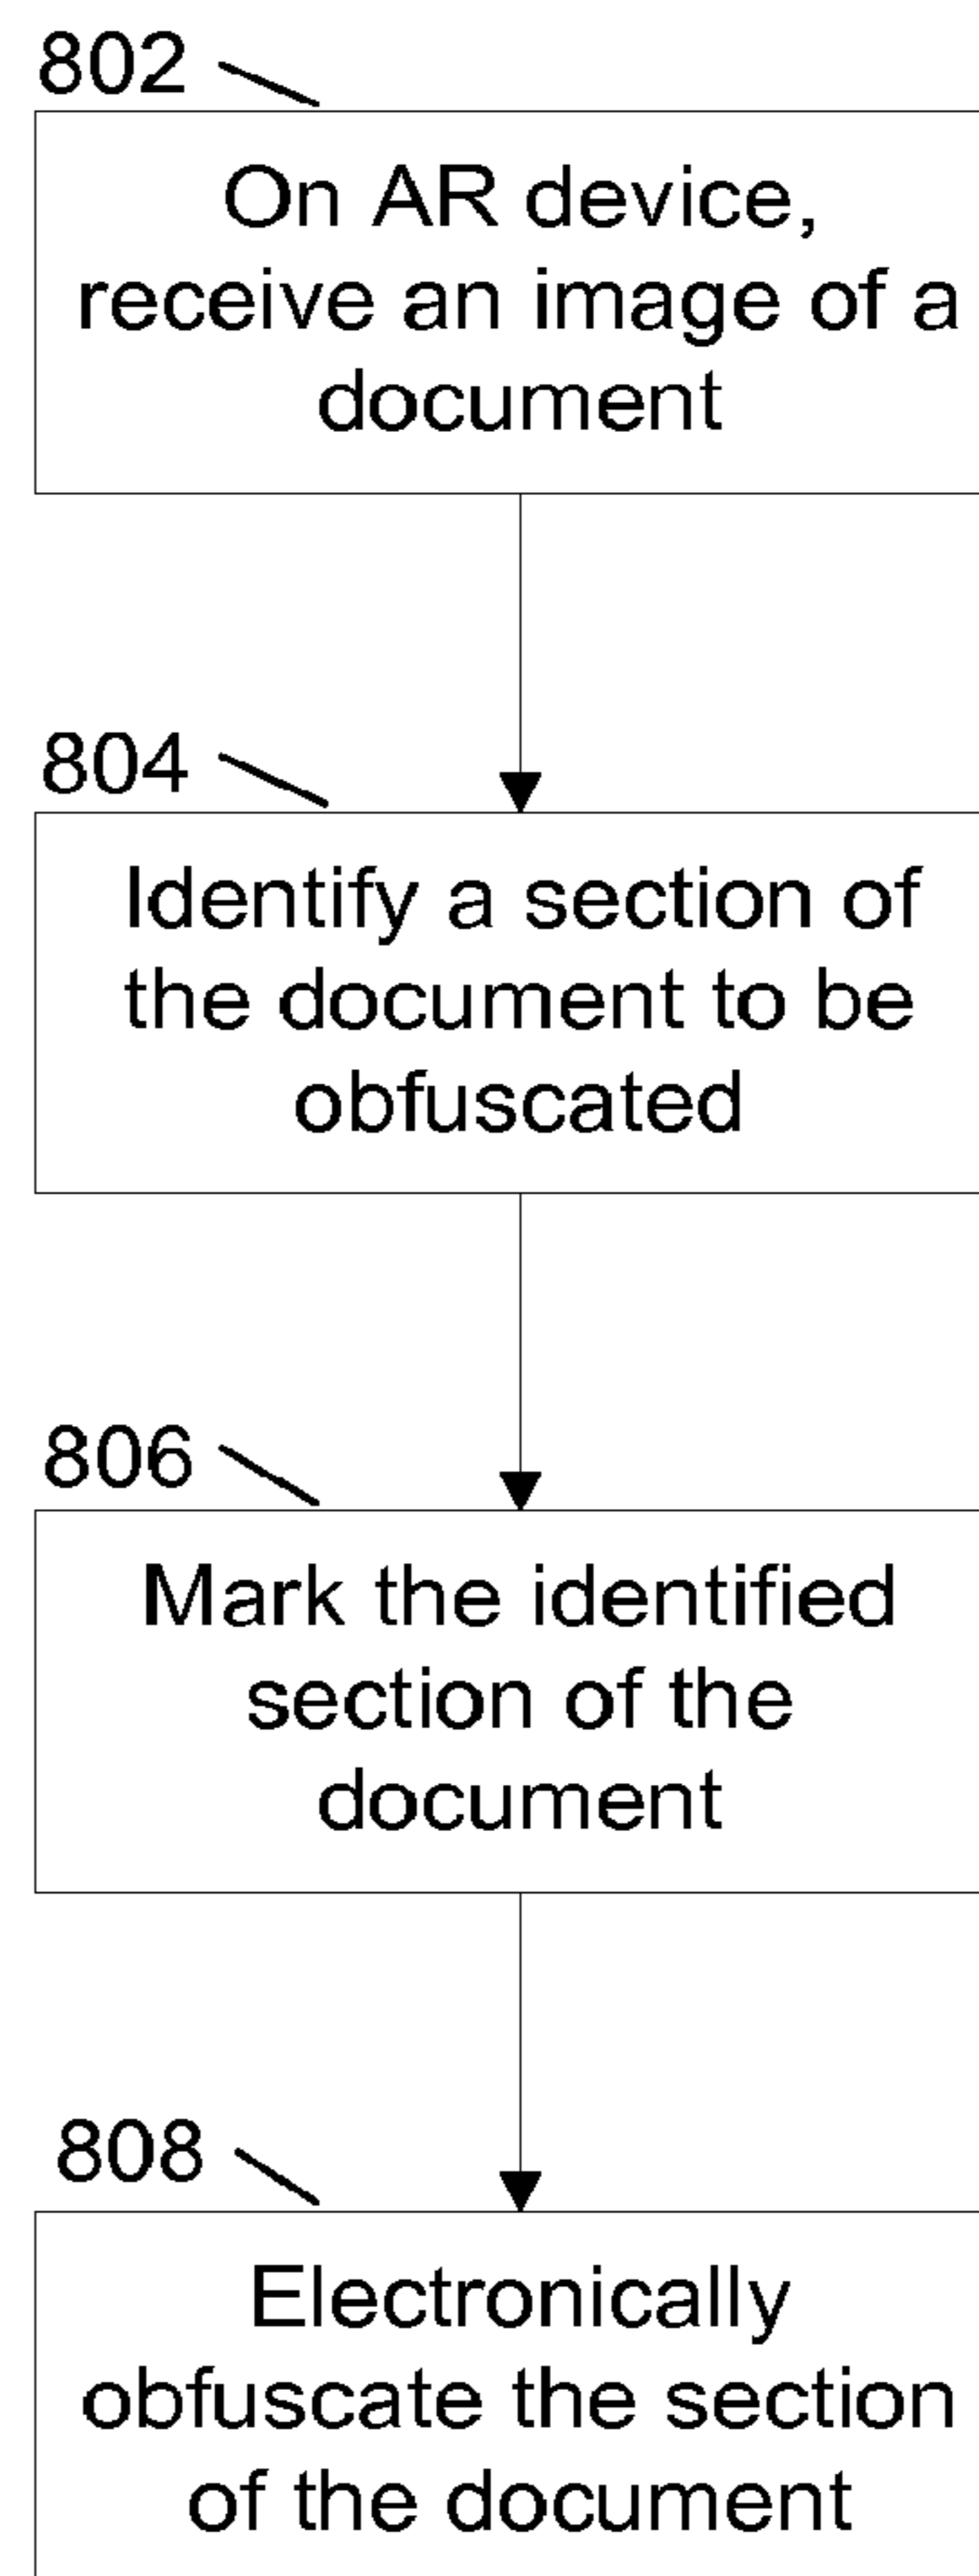 802
On AR device,
receive an image of a
document
804
Identify a section of
the document to be
obfuscated
806
Mark the identified
section of the
document
808
Electronically
obfuscate the section
of the document